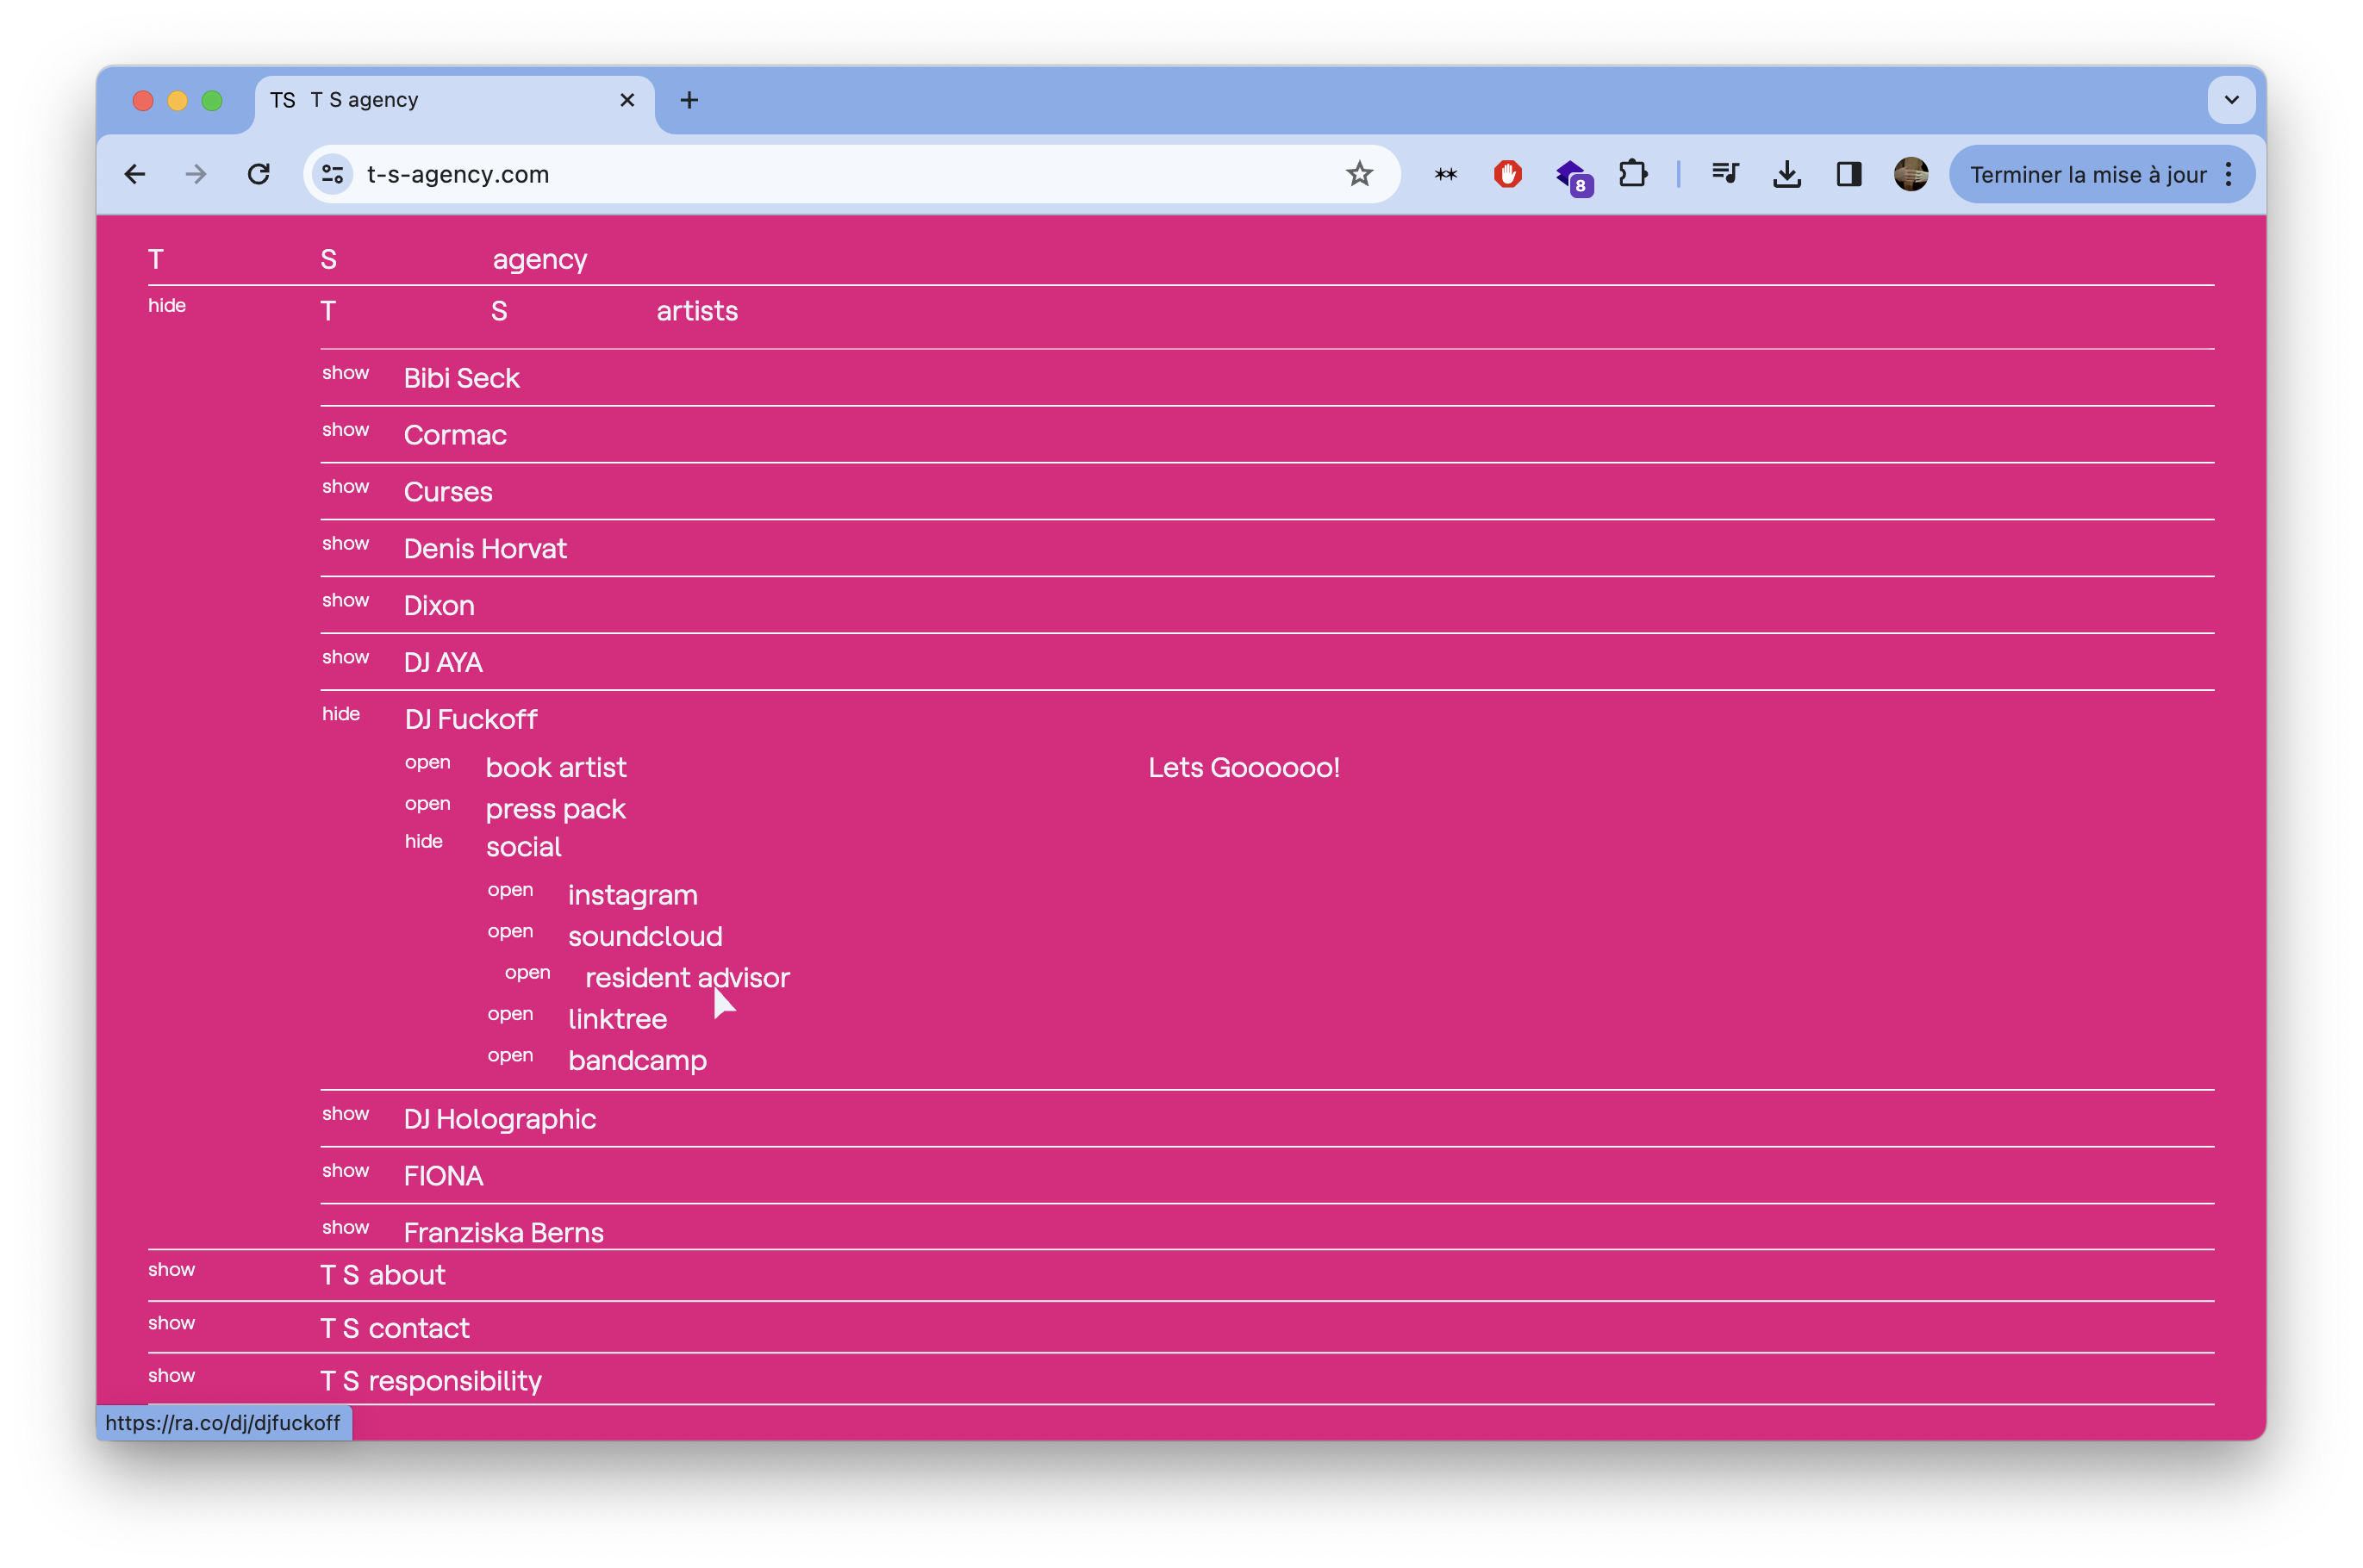 TS T S agency
t-s-agency.com
8
Terminer la mise à jour
T S agency
hide T S artists
show Bibi Seck
show Cormac
show Curses
show Denis Horvat
show Dixon
show DJ AYA
hide DJ Fuckoff
open book artist Lets Goooooo!
open press pack
hide social
open instagram
open soundcloud
open resident advisor
open linktree
open bandcamp
show DJ Holographic
show FIONA
show Franziska Berns
show T S about
show T S contact
show T S responsibility
https://ra.co/dj/djfuckoff